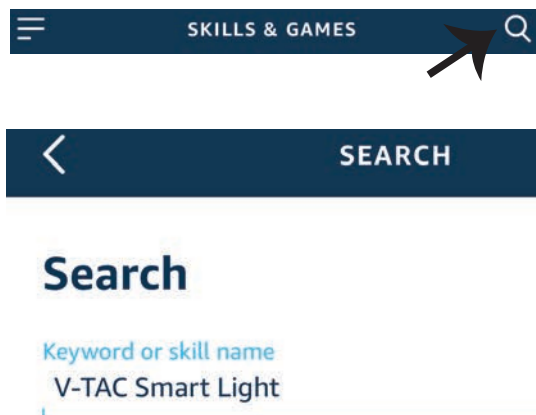 SKILLS & GAMES
SEARCH
Search
Keyword or skill name
V-TAC Smart Light